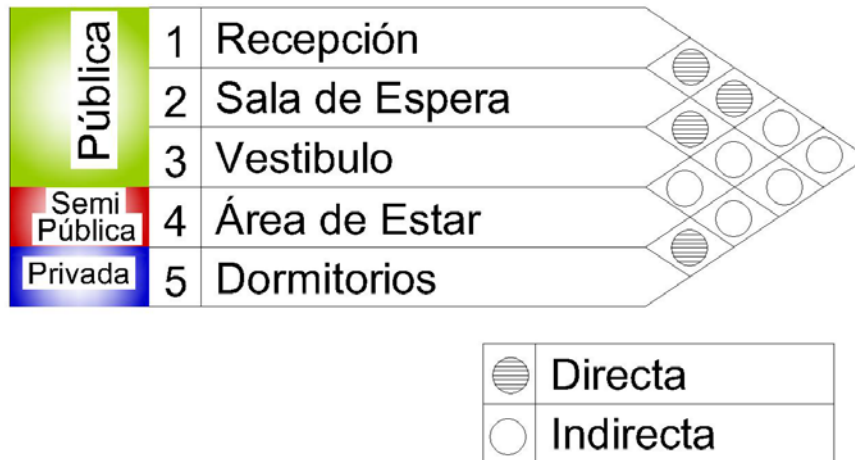 Pública
1 Recepción
2 Sala de Espera
3 Vestibulo
Semi
Pública
4 Área de Estar
Privada
5 Dormitorios
Directa
Indirecta